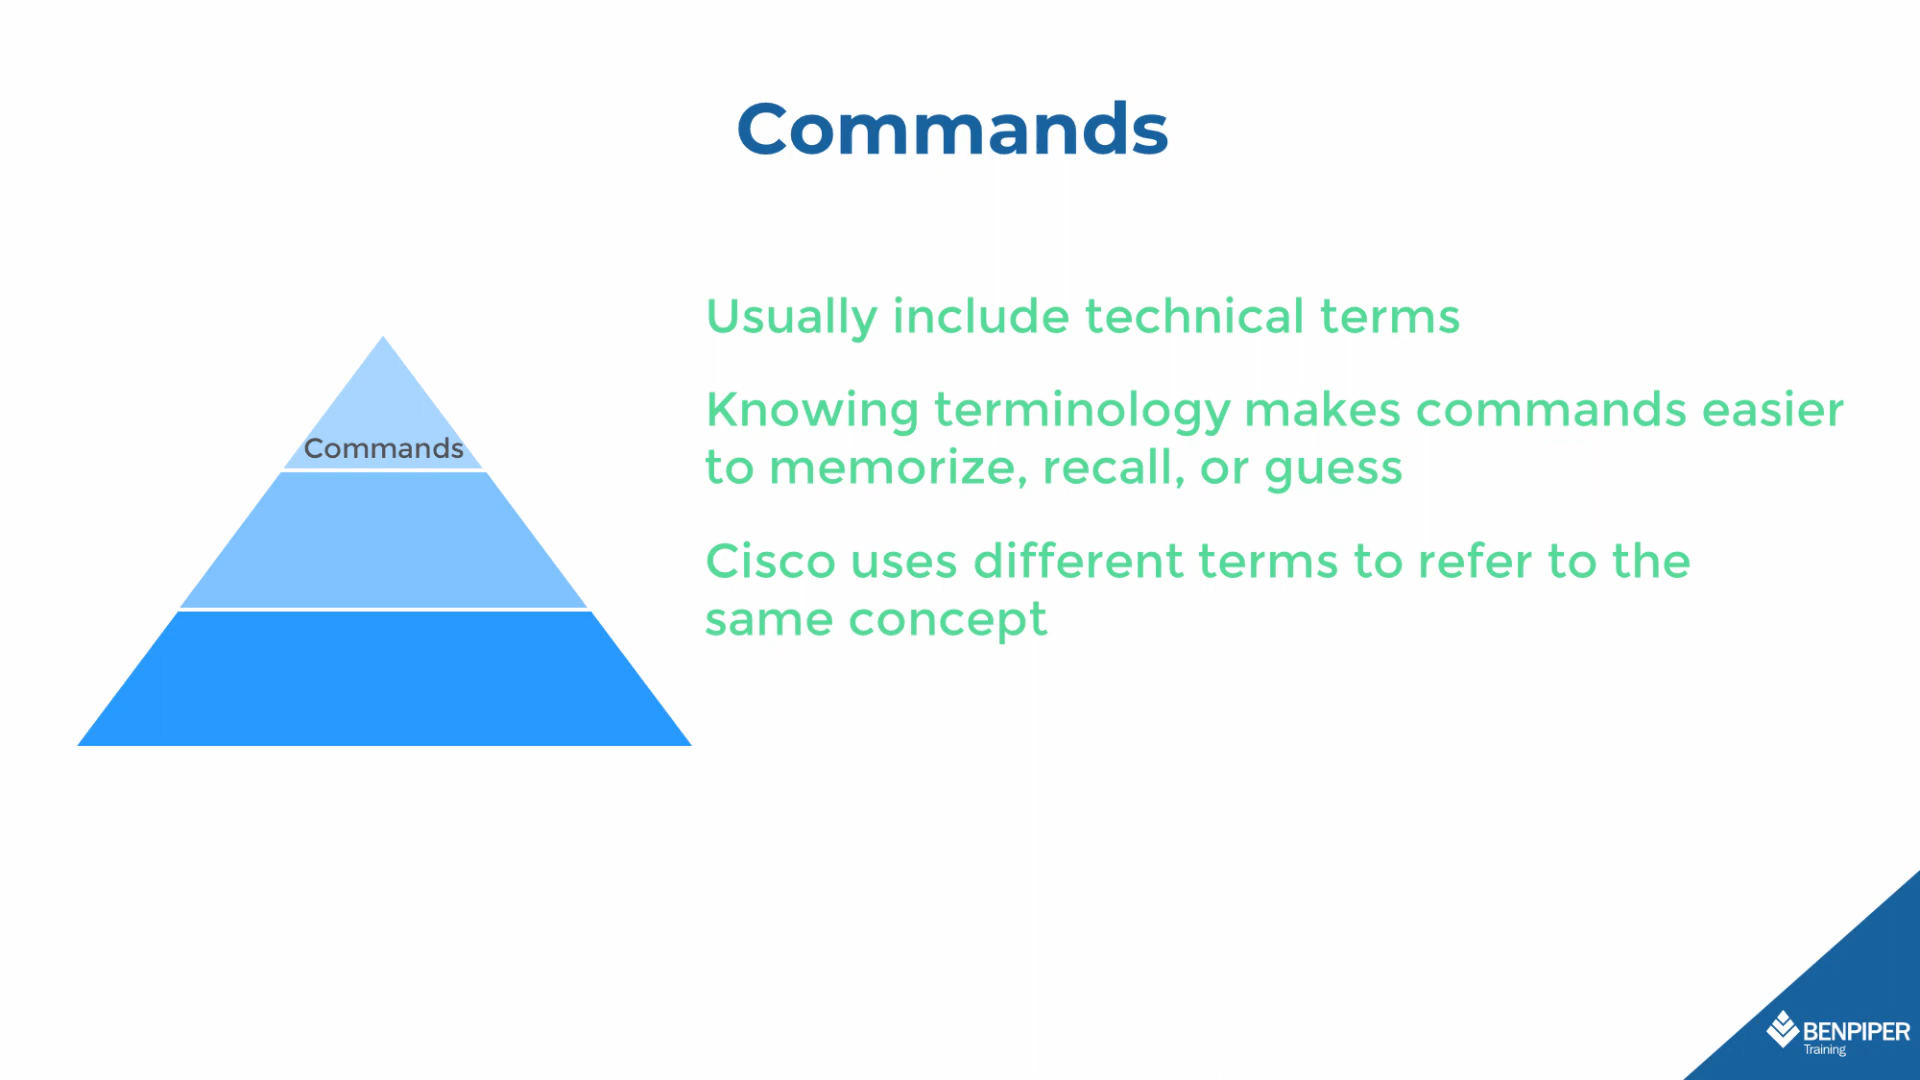 Commands
Usually include technical terms
Knowing terminology makes commands easier
to memorize, recall, or guess
Cisco uses different terms to refer to the
same concept
Commands
BENPIPER
Training